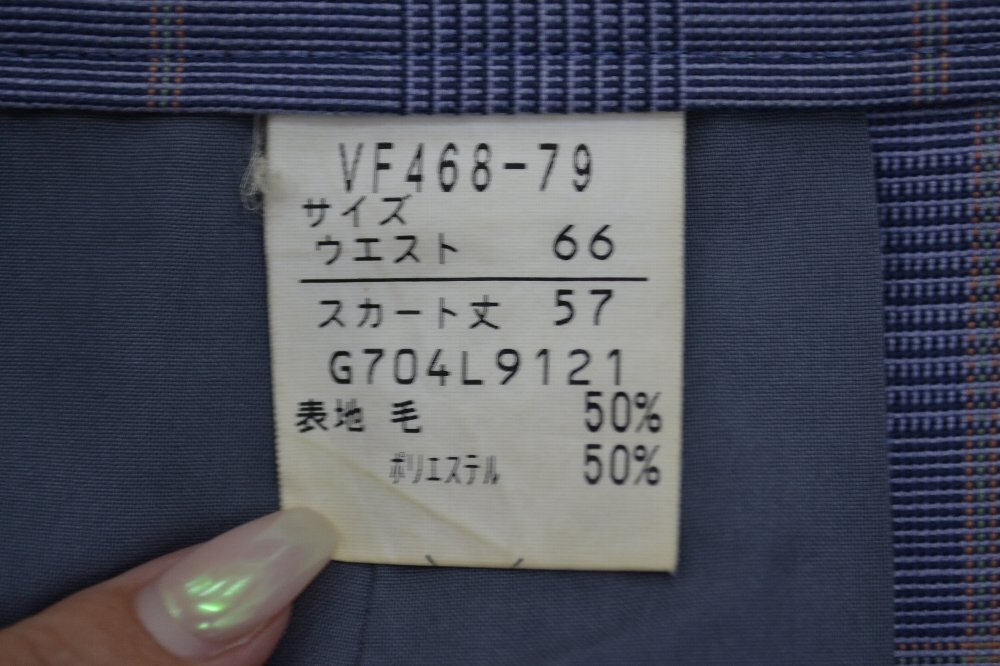 VF468-79
サイズ
ウエスト 66
スカート丈 57
G704L9121
表地 毛 50%
ポリエステル 50%